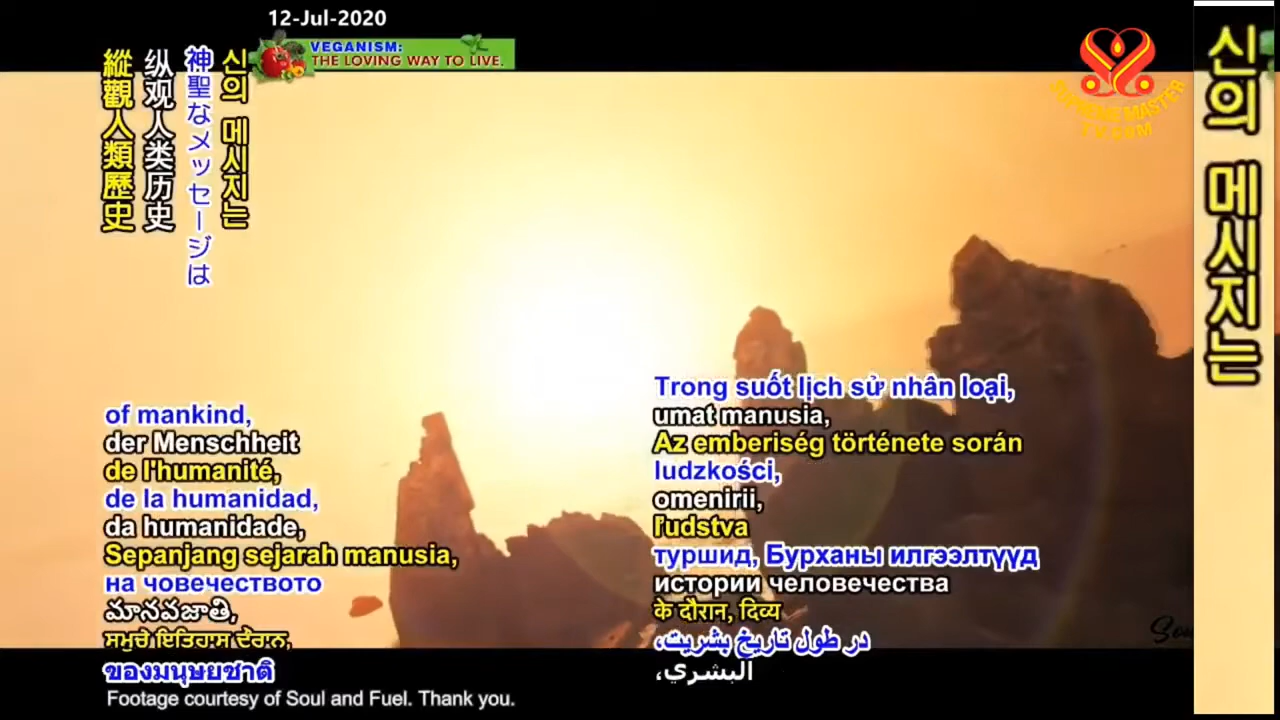 12-Jul-2020
VEGANISM:
THE LOVING WAY TO LIVE.
SUPREME MASTER
TV.COM
신의 메시지는
神聖なメッセージは
纵观人类历史
縱觀人類歷史
신의 메시지는
of mankind,
der Menschheit
de l'humanité,
de la humanidad,
da humanidade,
Sepanjang sejarah manusia,
на човечеството
మానవజాతి,
ਸਮੁਚੇ ਇਤਿਹਾਸ ਦੌਰਾਨ,
ของมนุษยชาติ
Trong suốt lịch sử nhân loại,
umat manusia,
Az emberiség története során
ludzkości,
omenirii,
ľudstva
туршид, Бурханы илгээлтүүд
истории человечества
के दौरान, दिव्य
در طول تاریخ بشریت،
البشري،
Footage courtesy of Soul and Fuel. Thank you.